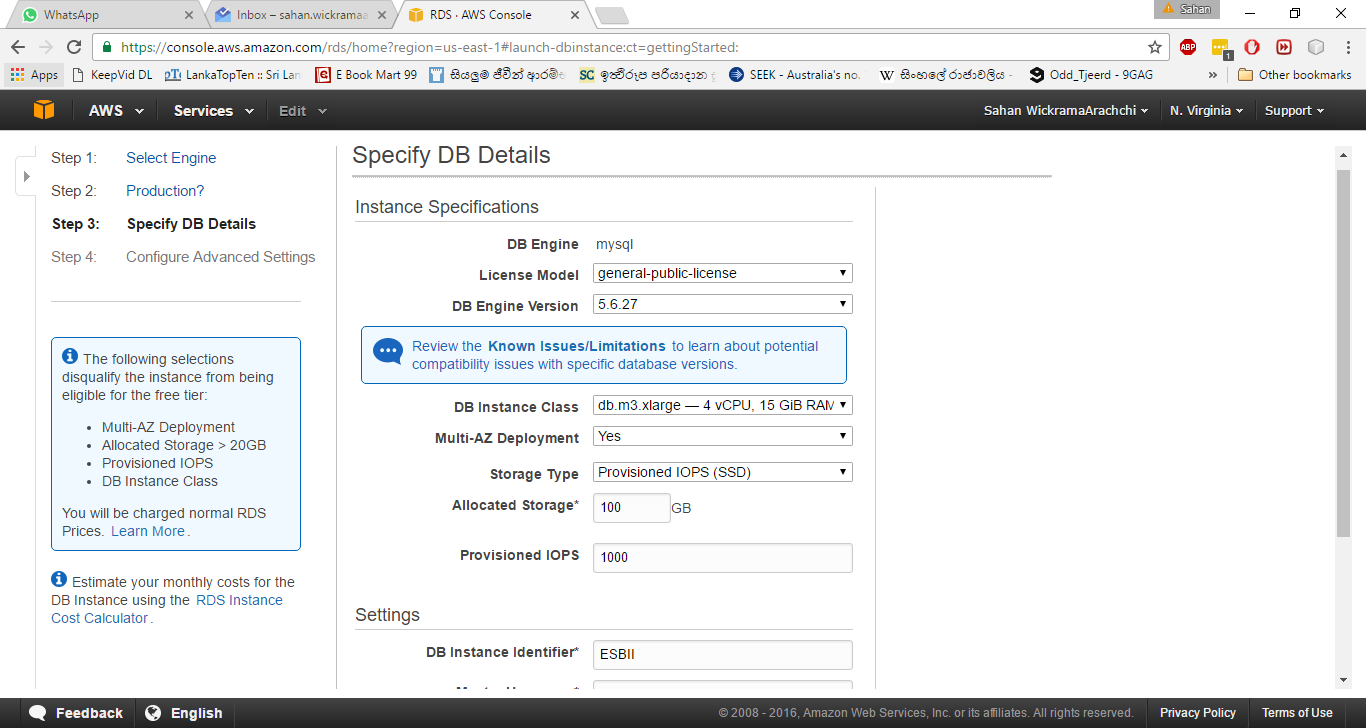 WhatsApp
Inbox – sahan.wickramaa
RDS · AWS Console
Sahan
https://console.aws.amazon.com/rds/home?region=us-east-1#launch-dbinstance:ct=gettingStarted:
ABP
1
Apps
KeepVid DL
LankaTopTen :: Sri Lan
E Book Mart 99
සියලුම ජීවීන් ආරම්භ
SC
SEEK - Australia's no.
W
සිංහලේ රාජාවලිය -
Odd_Tjeerd - 9GAG
»
Other bookmarks
AWS
Services
Edit
Sahan WickramaArachchi
N. Virginia
Support
Step 1: Select Engine
Step 2: Production?
Step 3: Specify DB Details
Step 4: Configure Advanced Settings
The following selections
disqualify the instance from being
eligible for the free tier:
• Multi-AZ Deployment
• Allocated Storage > 20GB
• Provisioned IOPS
• DB Instance Class
You will be charged normal RDS
Prices. Learn More.
Estimate your monthly costs for the
DB Instance using the RDS Instance
Cost Calculator.
Specify DB Details
Instance Specifications
DB Engine mysql
License Model general-public-license
DB Engine Version 5.6.27
Review the Known Issues/Limitations to learn about potential
compatibility issues with specific database versions.
DB Instance Class db.m3.xlarge — 4 vCPU, 15 GiB RAM
Multi-AZ Deployment Yes
Storage Type Provisioned IOPS (SSD)
Allocated Storage* 100 GB
Provisioned IOPS 1000
Settings
DB Instance Identifier* ESBII
Feedback
English
© 2008 - 2016, Amazon Web Services, Inc. or its affiliates. All rights reserved.
Privacy Policy
Terms of Use